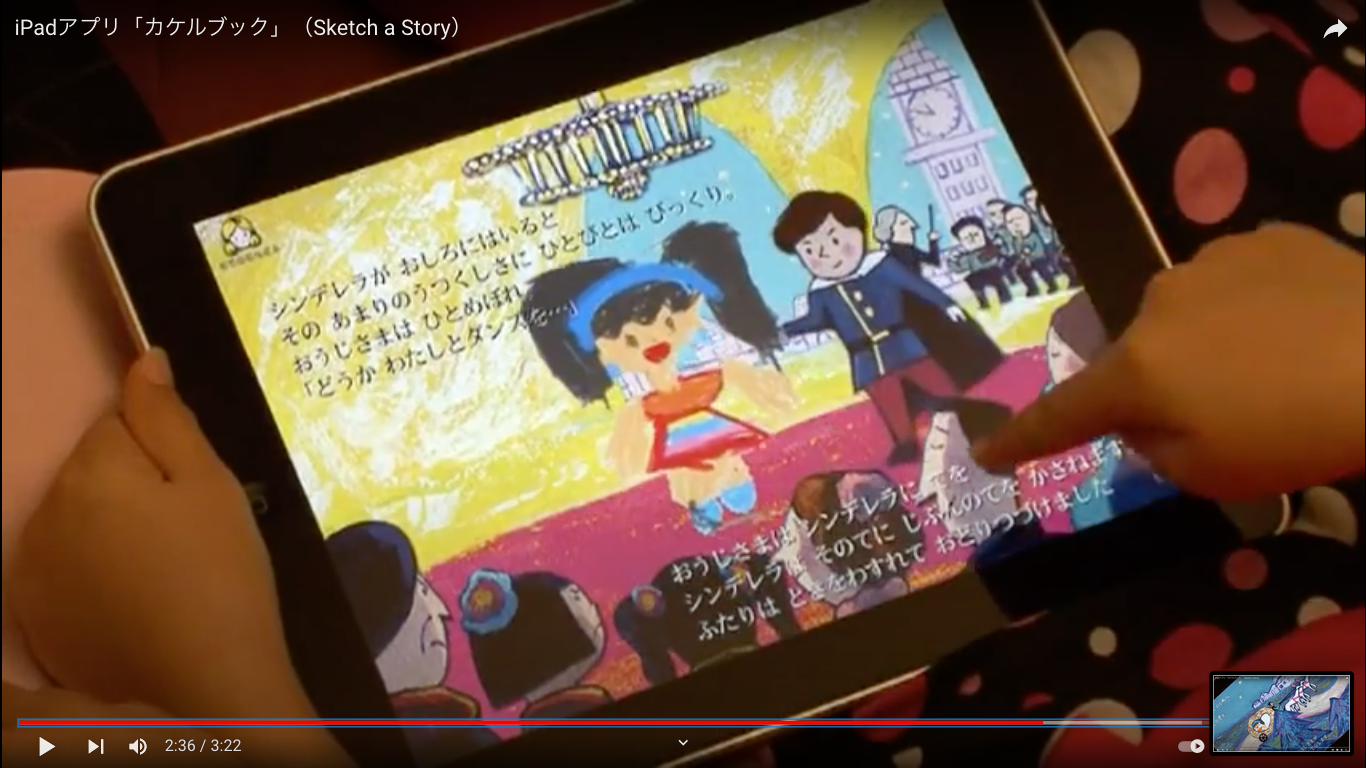 iPadアプリ「カケルブック」 （Sketch a Story）
シンデレラが おしろにはいると
その あまりのうつくしさに ひとびとは びっくり。
おうじさまは ひとめぼれ
「どうか わたしとダンスを…」
おうじさまは シンデレラに てを
シンデレラは そのてに じぶんのてを かさねます
ふたりは ときをわすれて おどりつづけました
2:36 / 3:22